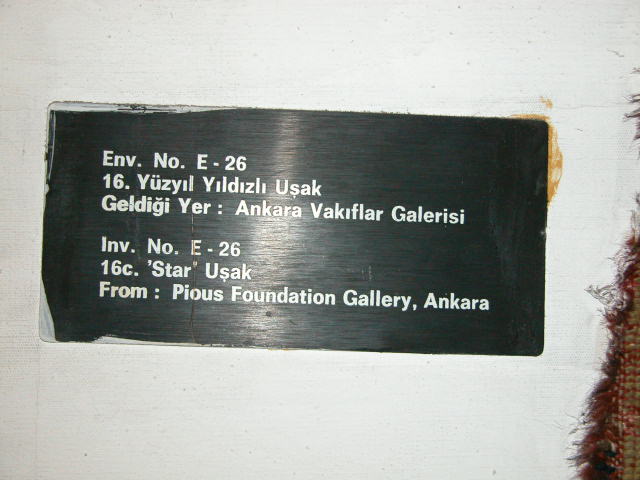 Env. No. E - 26
16. Yüzyıl Yıldızlı Uşak
Geldiği Yer : Ankara Vakıflar Galerisi
Inv. No. E - 26
16c. 'Star' Uşak
From : Pious Foundation Gallery, Ankara